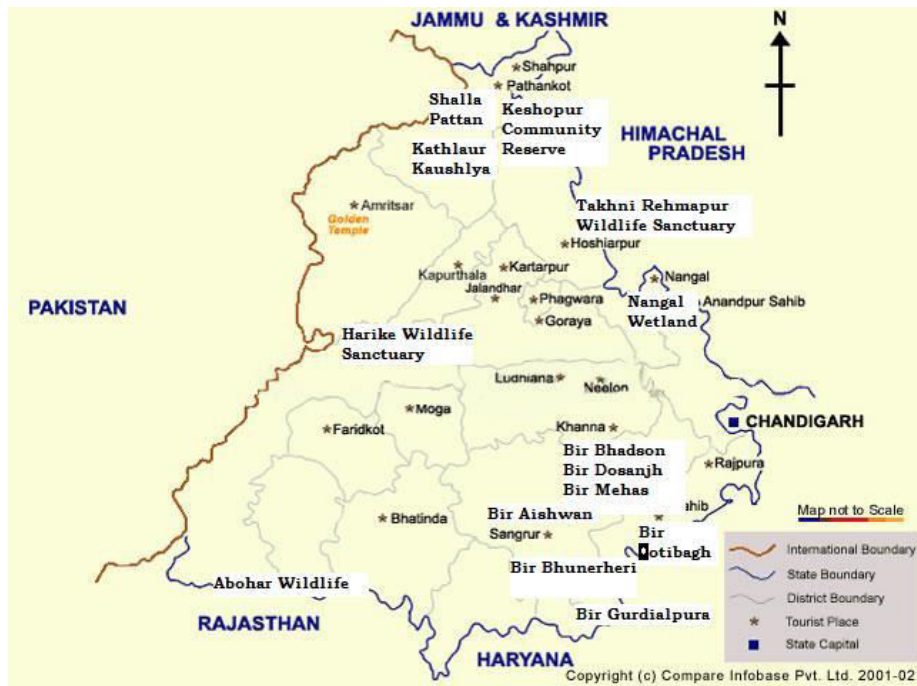 JAMMU & KASHMIR
N
Shahpur
Pathankot
Shalla
Pattan
Keshopur
Community
Reserve
Kathlaur
Kaushlya
HIMACHAL
PRADESH
Takhni Rehmapur
Wildlife Sanctuary
Amritsar
Golden
Temple
Hoshiarpur
Kapurthala
Kartarpur
Nangal
Jalandhar
Phagwara
Nangal
Wetland
Anandpur Sahib
PAKISTAN
Goraya
Harike Wildlife
Sanctuary
Ludhiana
Neelon
Moga
Faridkot
Khanna
CHANDIGARH
Bir Bhadson
Bir Dosanjh
Bir Mehas
Rajpura
Bir Aishwan
ahib
Map not to Scale
Bhatinda
Sangrur
Bir
otibagh
International Boundary
Bir Bhunerheri
State Boundary
Abohar Wildlife
District Boundary
Bir Gurdialpura
Tourist Place
RAJASTHAN
State Capital
HARYANA
Copyright (c) Compare Infobase Pvt. Ltd. 2001-02